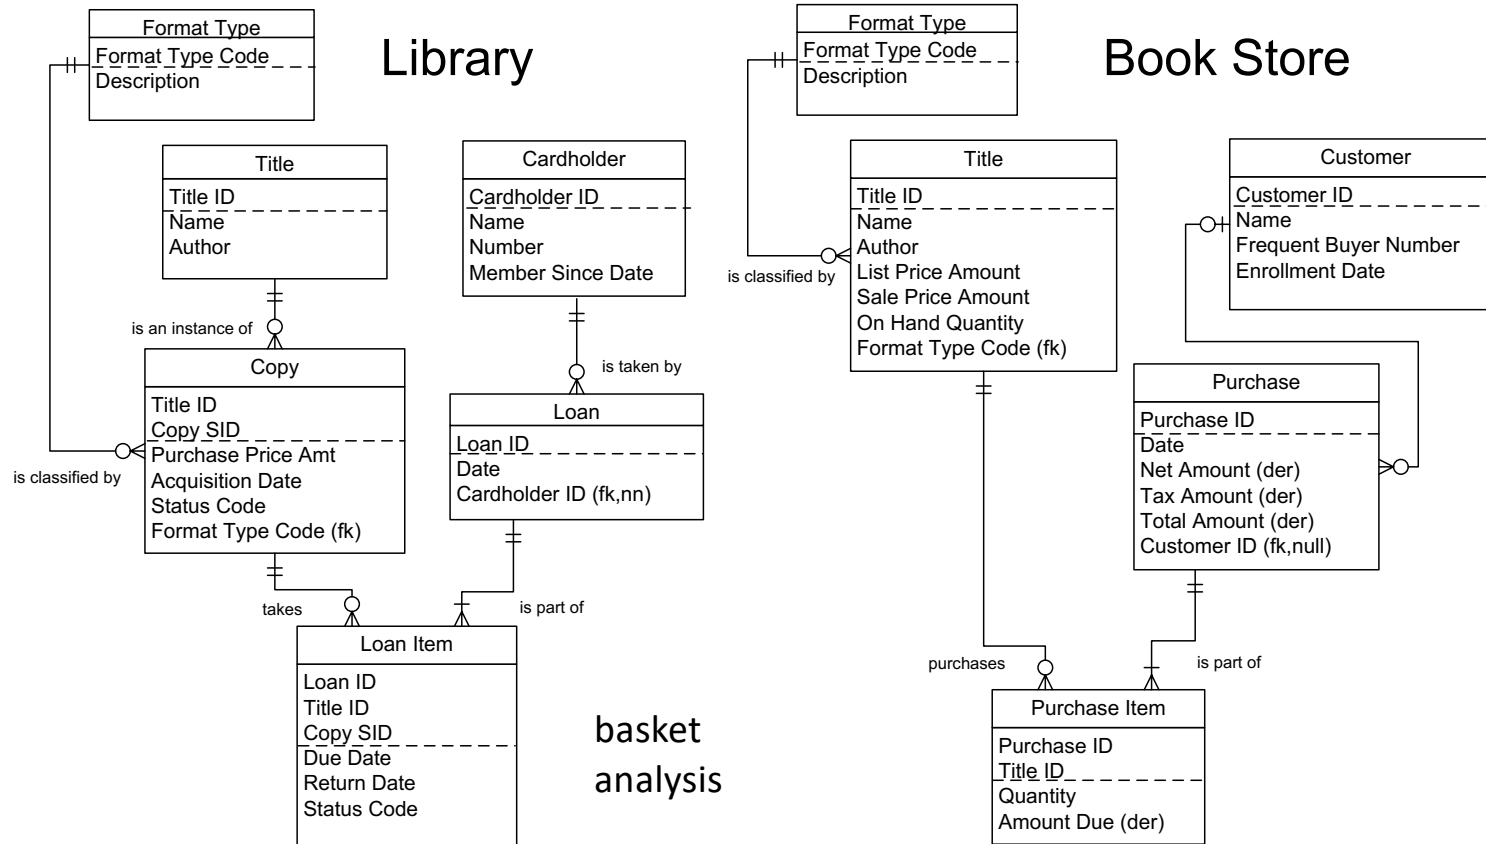 Library
Format Type
Format Type Code
Description
Title
Title ID
Name
Author
Cardholder
Cardholder ID
Name
Number
Member Since Date
is an instance of
is taken by
Copy
Title ID
Copy SID
Purchase Price Amt
Acquisition Date
Status Code
Format Type Code (fk)
is classified by
Loan
Loan ID
Date
Cardholder ID (fk,nn)
takes
is part of
Loan Item
Loan ID
Title ID
Copy SID
Due Date
Return Date
Status Code
basket
analysis
Book Store
Format Type
Format Type Code
Description
Title
Title ID
Name
Author
List Price Amount
Sale Price Amount
On Hand Quantity
Format Type Code (fk)
is classified by
Customer
Customer ID
Name
Frequent Buyer Number
Enrollment Date
Purchase
Purchase ID
Date
Net Amount (der)
Tax Amount (der)
Total Amount (der)
Customer ID (fk,null)
purchases
is part of
Purchase Item
Purchase ID
Title ID
Quantity
Amount Due (der)